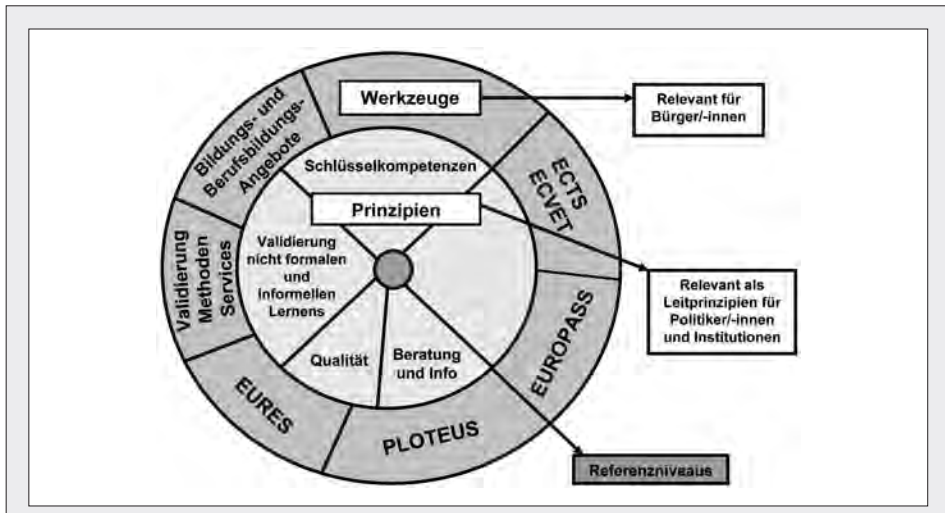 Werkzeuge
Relevant für
Bürger/-innen
Bildungs- und
Berufsbildungs-
Angebote
Schlüsselkompetenzen
ECTS
ECVET
Prinzipien
Validierung
nicht formalen
und
informellen
Lernens
Validierung
Methoden
Services
Relevant als
Leitprinzipien für
Politiker/-innen
und Institutionen
EUROPASS
Qualität
Beratung
und Info
EURES
PLOTEUS
Referenzniveaus